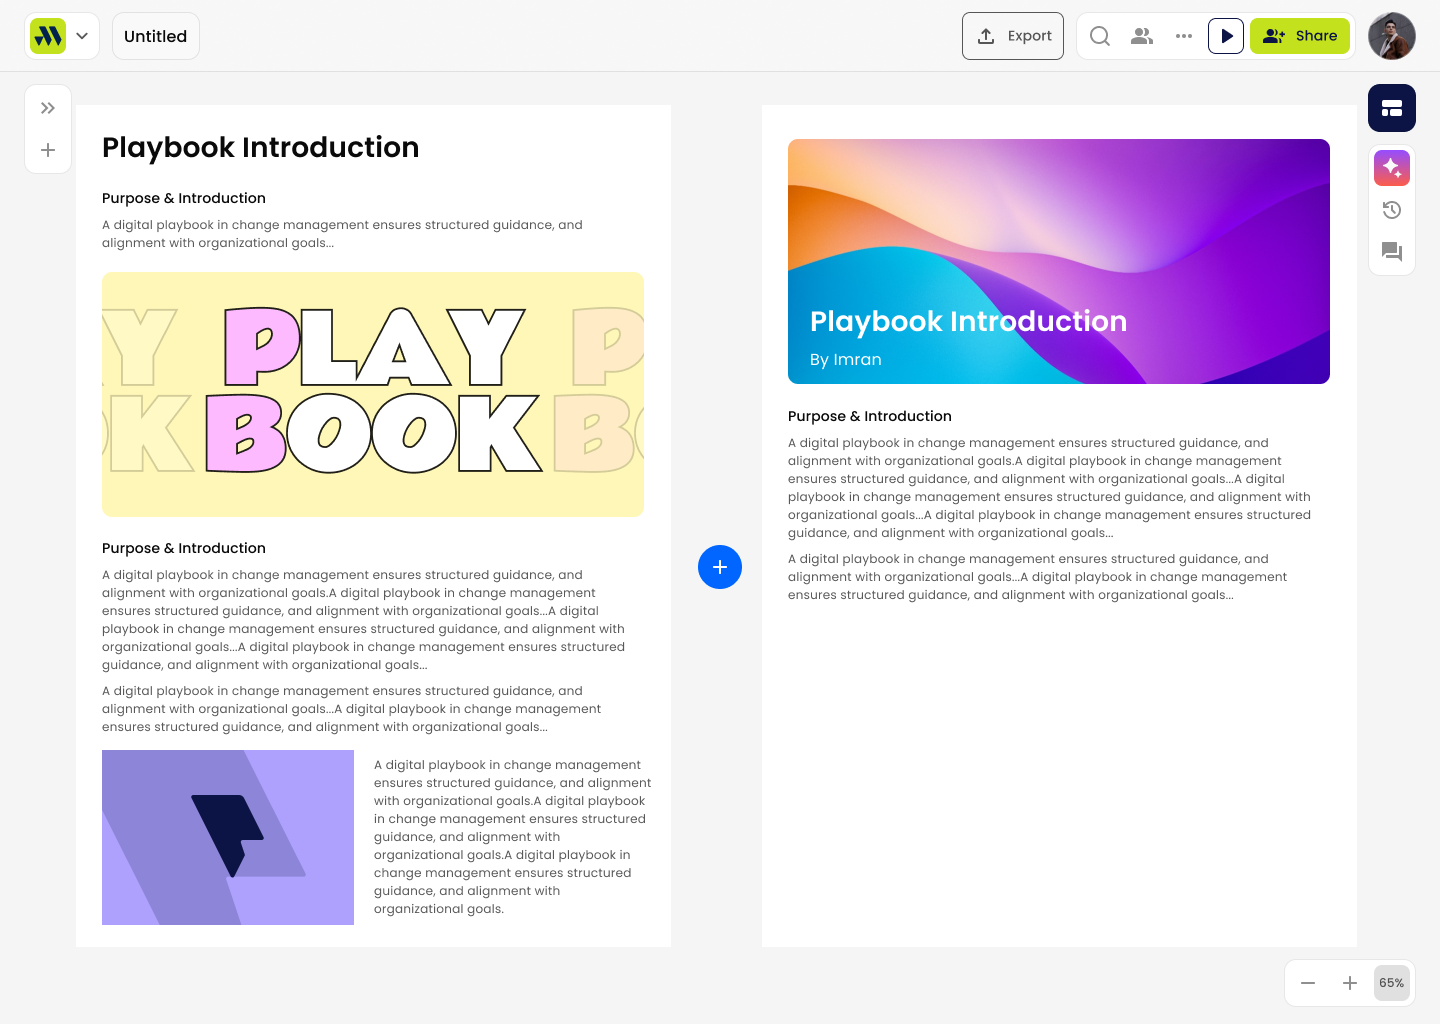 Untitled
Export
Share
Playbook Introduction
Purpose & Introduction
A digital playbook in change management ensures structured guidance, and
alignment with organizational goals...
Y PLAY P
OK BOOK BO
Purpose & Introduction
A digital playbook in change management ensures structured guidance, and
alignment with organizational goals.A digital playbook in change management
ensures structured guidance, and alignment with organizational goals...A digital
playbook in change management ensures structured guidance, and alignment with
organizational goals...A digital playbook in change management ensures structured
guidance, and alignment with organizational goals...
A digital playbook in change management ensures structured guidance, and
alignment with organizational goals...A digital playbook in change management
ensures structured guidance, and alignment with organizational goals...
A digital playbook in change management
ensures structured guidance, and alignment
with organizational goals.A digital playbook
in change management ensures structured
guidance, and alignment with
organizational goals.A digital playbook in
change management ensures structured
guidance, and alignment with
organizational goals.
Playbook Introduction
By Imran
Purpose & Introduction
A digital playbook in change management ensures structured guidance, and
alignment with organizational goals.A digital playbook in change management
ensures structured guidance, and alignment with organizational goals...A digital
playbook in change management ensures structured guidance, and alignment with
organizational goals...A digital playbook in change management ensures structured
guidance, and alignment with organizational goals...
A digital playbook in change management ensures structured guidance, and
alignment with organizational goals...A digital playbook in change management
ensures structured guidance, and alignment with organizational goals...
65%